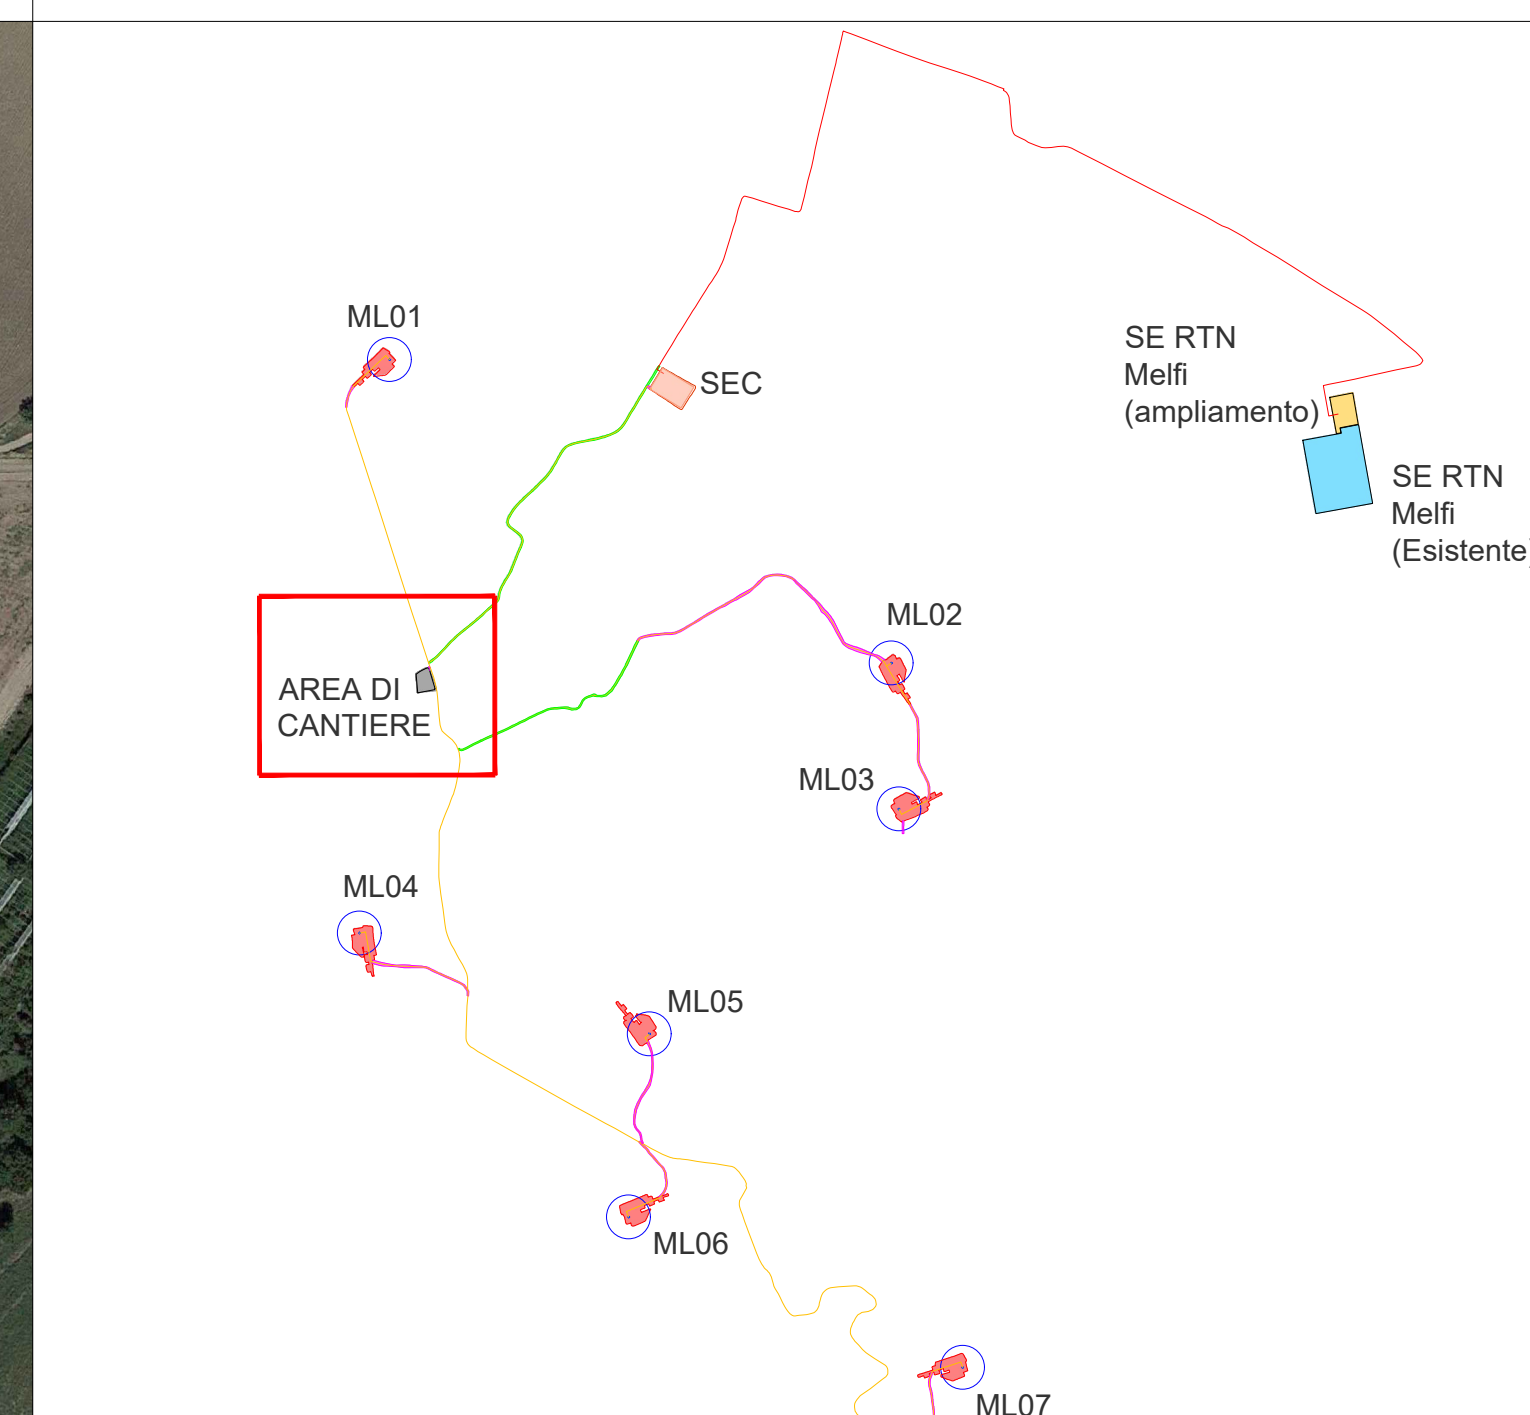 ML01
SE RTN
Melfi
(ampliamento)
SEC
SE RTN
Melfi
(Esistente)
ML02
AREA DI
CANTIERE
ML03
ML04
ML05
ML06
ML07